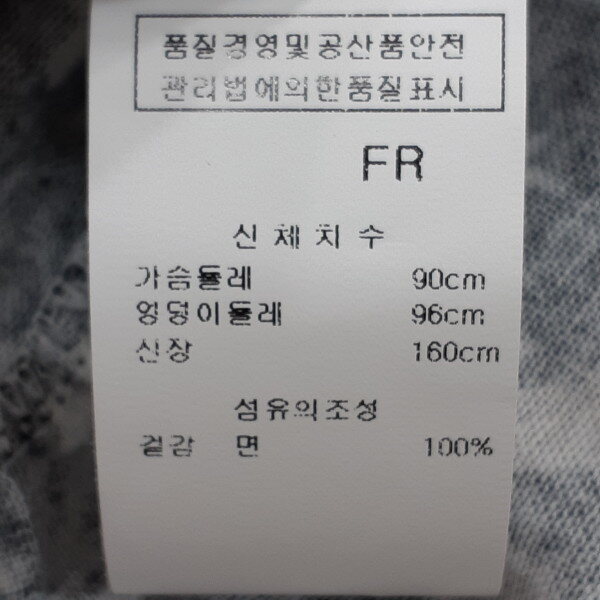 품질경영및공산품안전
관리법에의한품질표시
FR
신체치수
가슴둘레 90cm
엉덩이둘레 96cm
신장 160cm
섬유의조성
겉감 면 100%